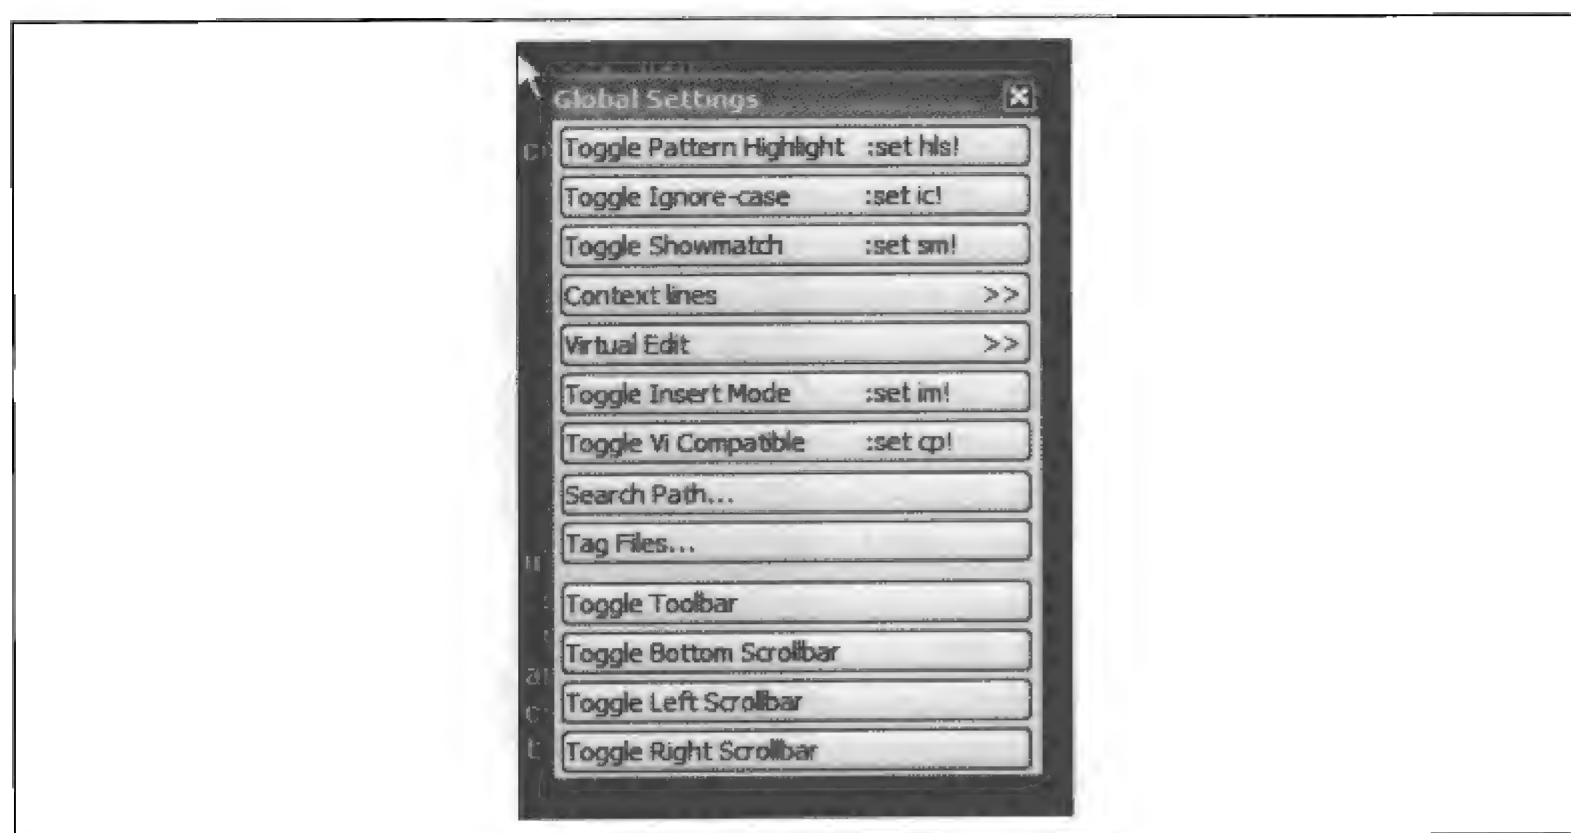 Global Settings
Toggle Pattern Highlight :set hls!
Toggle Ignore-case :set ic!
Toggle Showmatch :set sm!
Context lines >>
Virtual Edit >>
Toggle Insert Mode :set im!
Toggle Vi Compatible :set cp!
Search Path...
Tag Files...
Toggle Toolbar
Toggle Bottom Scrollbar
Toggle Left Scrollbar
Toggle Right Scrollbar